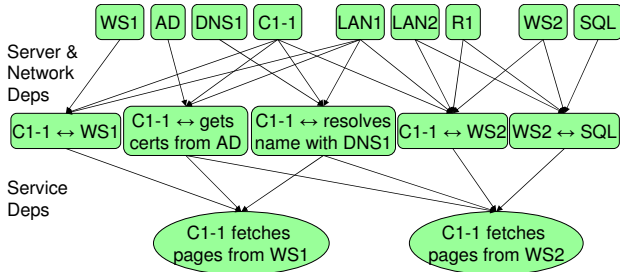 WS1 AD DNS1 C1-1 LAN1 LAN2 R1 WS2 SQL
Server &
Network
Deps
C1-1 ↔ WS1
C1-1 ↔ gets
certs from AD
C1-1 ↔ resolves
name with DNS1
C1-1 ↔ WS2
WS2 ↔ SQL
Service
Deps
C1-1 fetches
pages from WS1
C1-1 fetches
pages from WS2